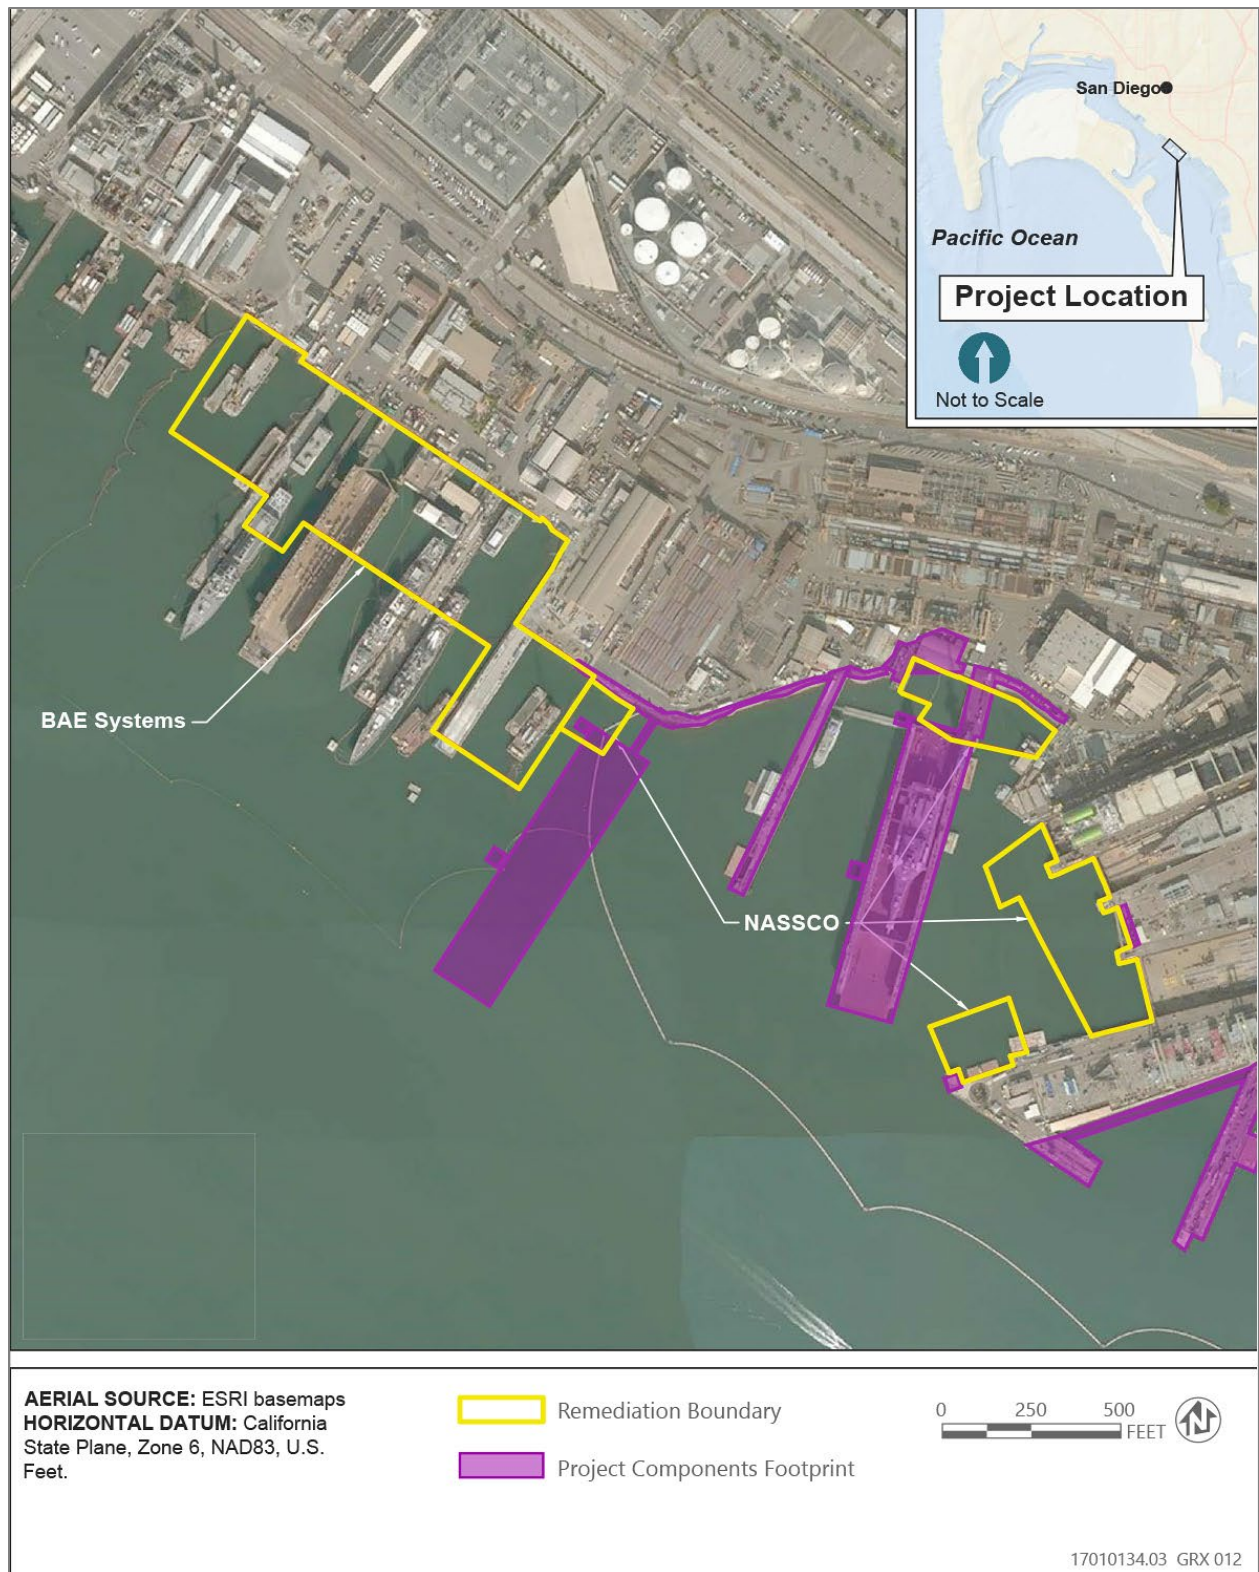 San Diego
Pacific Ocean
Project Location
Not to Scale
BAE Systems
NASSCO
AERIAL SOURCE: ESRI basemaps
HORIZONTAL DATUM: California
State Plane, Zone 6, NAD83, U.S.
Feet.
Remediation Boundary
Project Components Footprint
0 250 500
FEET
N
17010134.03 GRX 012